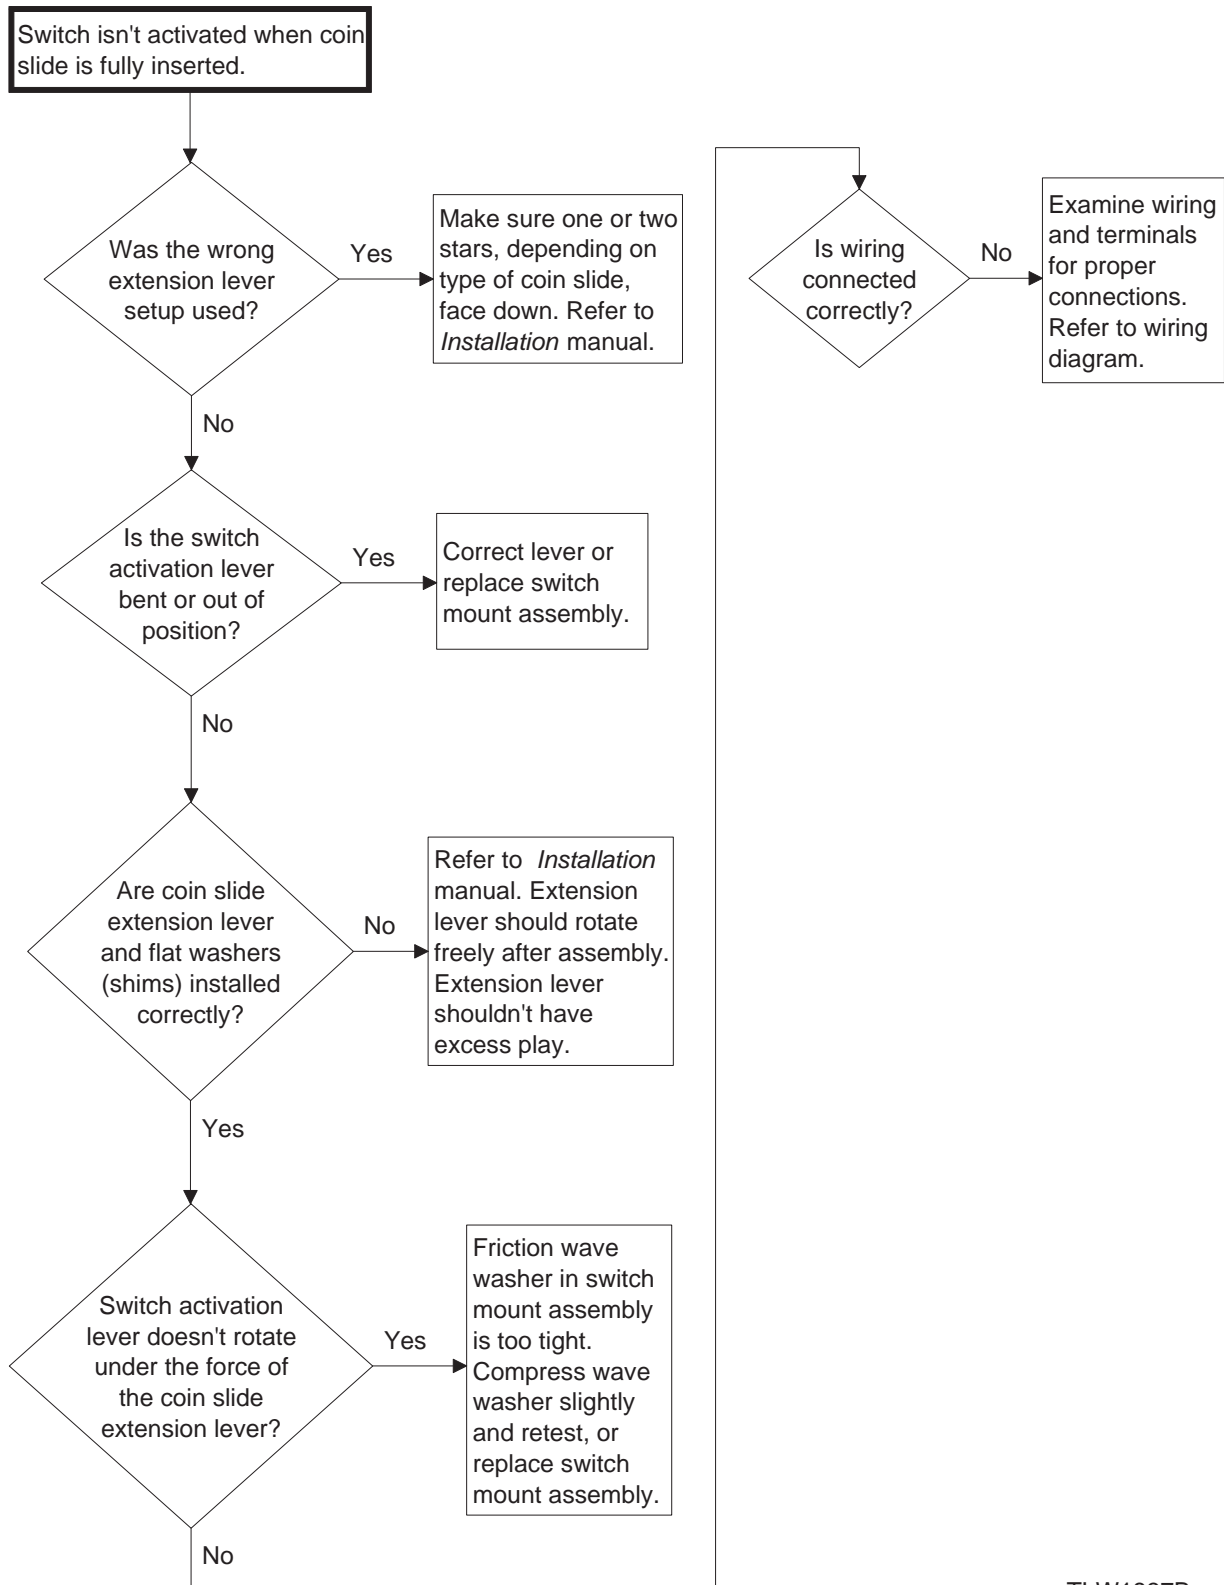 Switch isn't activated when coin
slide is fully inserted.
Was the wrong
extension lever
setup used?
Yes
Make sure one or two
stars, depending on
type of coin slide,
face down. Refer to
Installation manual.
No
Is the switch
activation lever
bent or out of
position?
Yes
Correct lever or
replace switch
mount assembly.
No
Are coin slide
extension lever
and flat washers
(shims) installed
correctly?
No
Refer to Installation
manual. Extension
lever should rotate
freely after assembly.
Extension lever
shouldn't have
excess play.
Yes
Switch activation
lever doesn't rotate
under the force of
the coin slide
extension lever?
Yes
Friction wave
washer in switch
mount assembly
is too tight.
Compress wave
washer slightly
and retest, or
replace switch
mount assembly.
No
Is wiring
connected
correctly?
No
Examine wiring
and terminals
for proper
connections.
Refer to wiring
diagram.